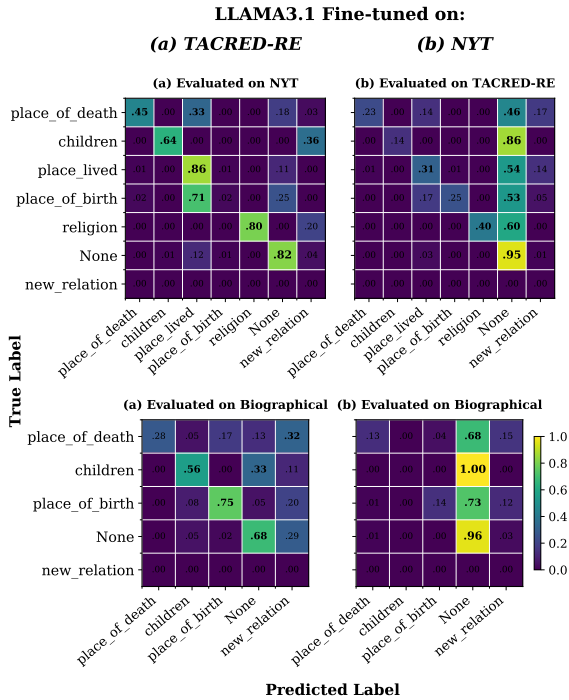 LLAMA3.1 Fine-tuned on:
(a) TACRED-RE (b) NYT
(a) Evaluated on NYT (b) Evaluated on TACRED-RE
place_of_death .45 .00 .33 .00 .00 .18 .03 .23 .00 .14 .00 .00 .46 .17
children .00 .64 .00 .00 .00 .00 .36 .00 .14 .00 .00 .00 .86 .00
place_lived .01 .00 .86 .01 .00 .11 .00 .01 .00 .31 .01 .00 .54 .14
place_of_birth .02 .00 .71 .02 .00 .25 .00 .00 .00 .17 .25 .00 .53 .05
religion .00 .00 .00 .00 .80 .00 .20 .00 .00 .00 .00 .40 .60 .00
None .00 .01 .12 .01 .00 .82 .04 .00 .00 .03 .00 .00 .95 .01
new_relation .00 .00 .00 .00 .00 .00 .00 .00 .00 .00 .00 .00 .00 .00
place_of_death children place_lived place_of_birth religion None new_relation
place_of_death children place_lived place_of_birth religion None new_relation
True Label
(a) Evaluated on Biographical (b) Evaluated on Biographical
place_of_death .28 .05 .17 .13 .32 .13 .00 .04 .68 .15
children .00 .56 .00 .33 .11 .00 .00 .00 1.00 .00
place_of_birth .00 .08 .75 .05 .20 .01 .00 .14 .73 .12
None .00 .05 .02 .68 .29 .00 .00 .01 .96 .03
new_relation .00 .00 .00 .00 .00 .00 .00 .00 .00 .00
place_of_death children place_of_birth None new_relation
place_of_death children place_of_birth None new_relation
1.0
0.8
0.6
0.4
0.2
0.0
Predicted Label